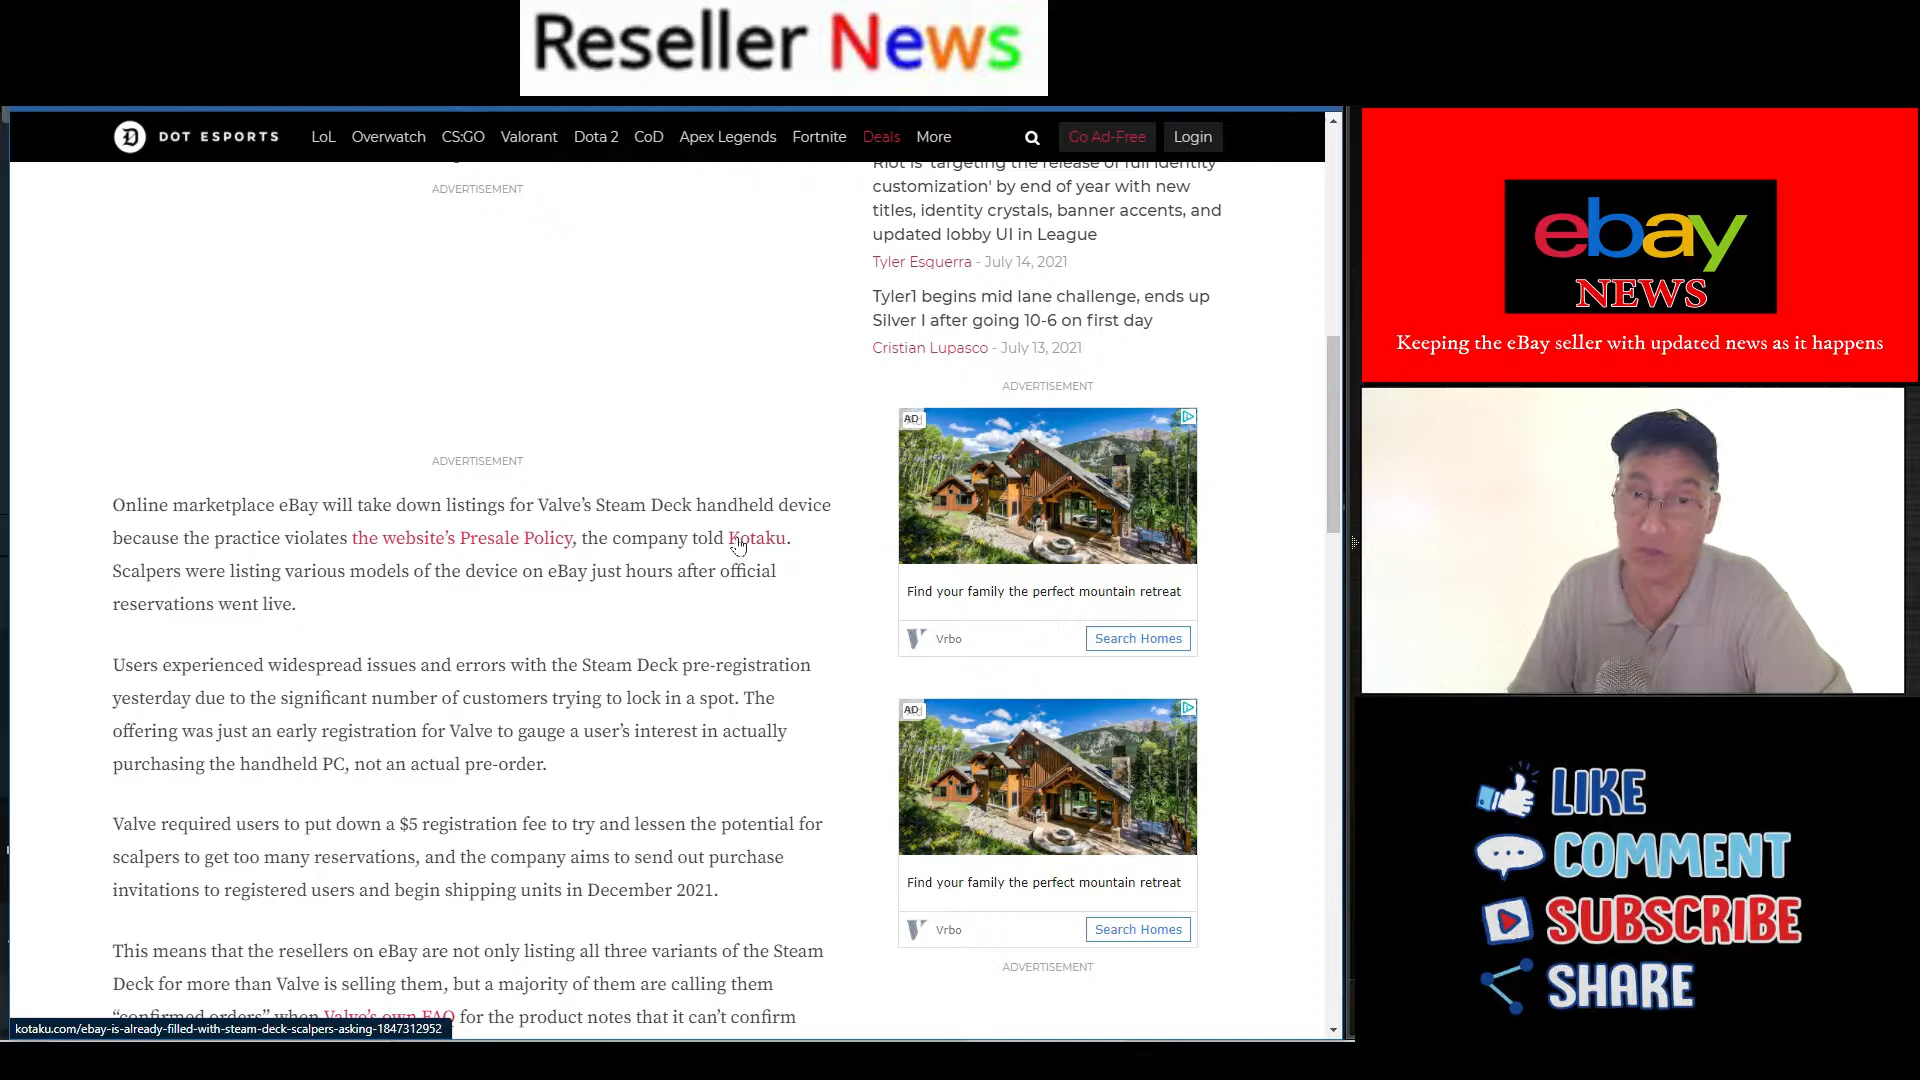 Reseller News
DOT ESPORTS
LoL Overwatch CS:GO Valorant Dota 2 CoD Apex Legends Fortnite Deals More
Go Ad-Free Login
ADVERTISEMENT
ADVERTISEMENT
Online marketplace eBay will take down listings for Valve’s Steam Deck handheld device
because the practice violates the website’s Presale Policy, the company told Kotaku.
Scalpers were listing various models of the device on eBay just hours after official
reservations went live.
Users experienced widespread issues and errors with the Steam Deck pre-registration
yesterday due to the significant number of customers trying to lock in a spot. The
offering was just an early registration for Valve to gauge a user’s interest in actually
purchasing the handheld PC, not an actual pre-order.
Valve required users to put down a $5 registration fee to try and lessen the potential for
scalpers to get too many reservations, and the company aims to send out purchase
invitations to registered users and begin shipping units in December 2021.
This means that the resellers on eBay are not only listing all three variants of the Steam
Deck for more than Valve is selling them, but a majority of them are calling them
“confirmed orders” when Valve’s own FAQ for the product notes that it can’t confirm
kotaku.com/ebay-is-already-filled-with-steam-deck-scalpers-asking-1847312952
Riot is 'targeting the release of full identity
customization' by end of year with new
titles, identity crystals, banner accents, and
updated lobby UI in League
Tyler Esguerra - July 14, 2021
Tyler1 begins mid lane challenge, ends up
Silver I after going 10-6 on first day
Cristian Lupasco - July 13, 2021
ADVERTISEMENT
AD
Find your family the perfect mountain retreat
Vrbo
Search Homes
AD
Find your family the perfect mountain retreat
Vrbo
Search Homes
ADVERTISEMENT
ebay
NEWS
Keeping the eBay seller with updated news as it happens
LIKE
COMMENT
SUBSCRIBE
SHARE